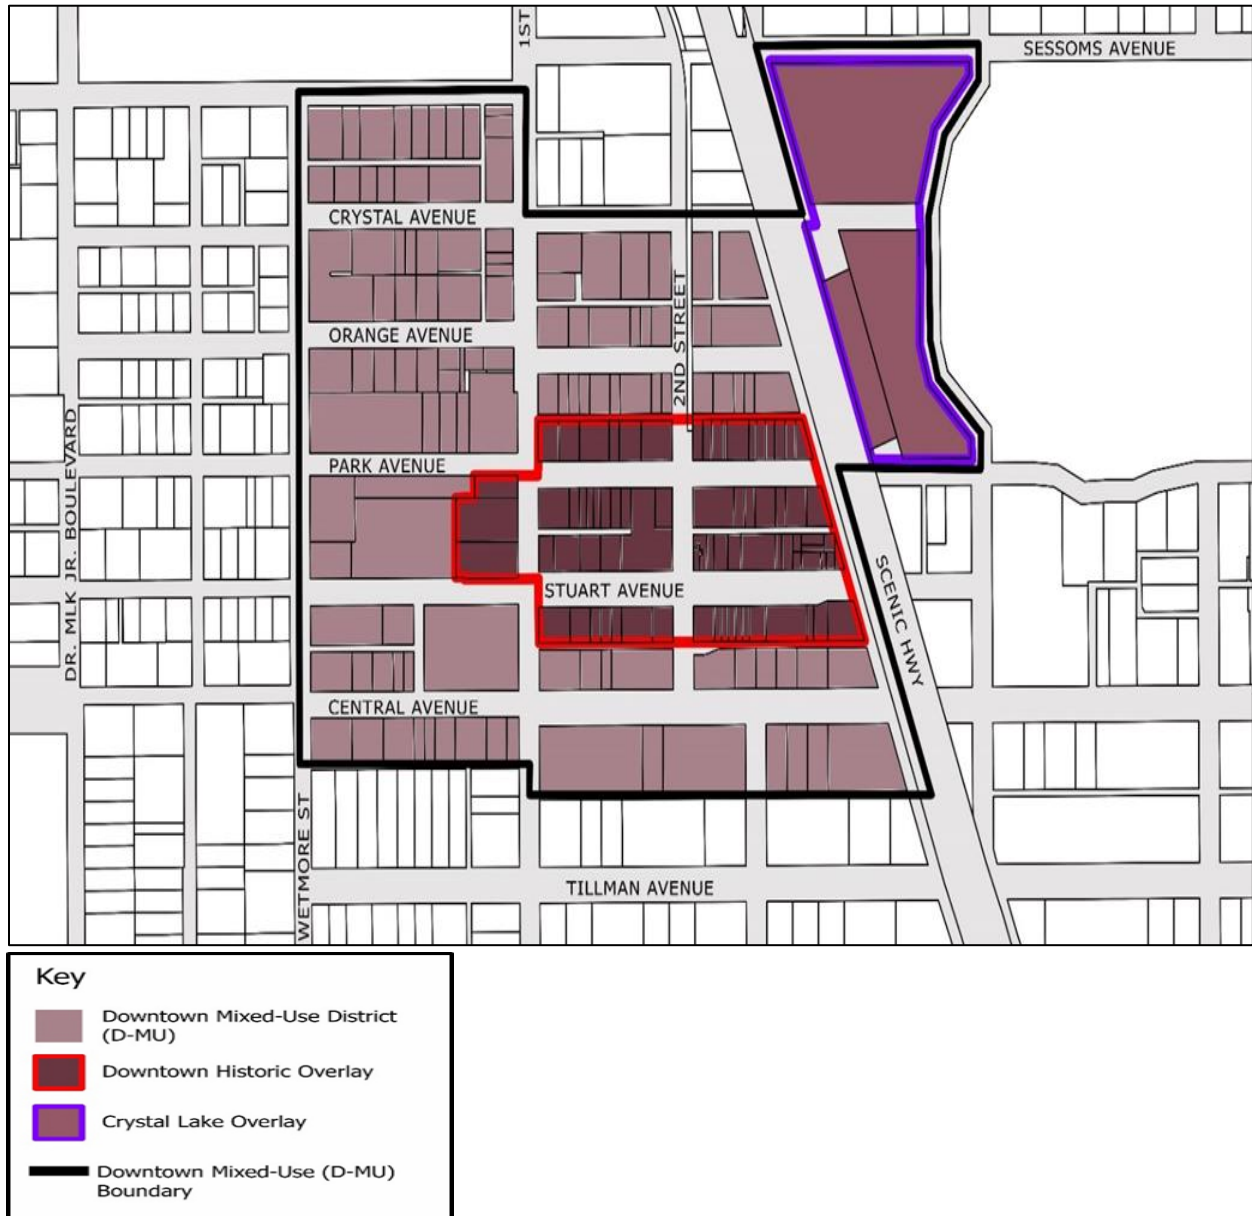 1ST
SESSOMS AVENUE
CRYSTAL AVENUE
2ND STREET
ORANGE AVENUE
DR. MLK JR. BOULEVARD
PARK AVENUE
STUART AVENUE
SCENIC HWY
CENTRAL AVENUE
WETMORE ST
TILLMAN AVENUE
Key
Downtown Mixed-Use District
(D-MU)
Downtown Historic Overlay
Crystal Lake Overlay
Downtown Mixed-Use (D-MU)
Boundary